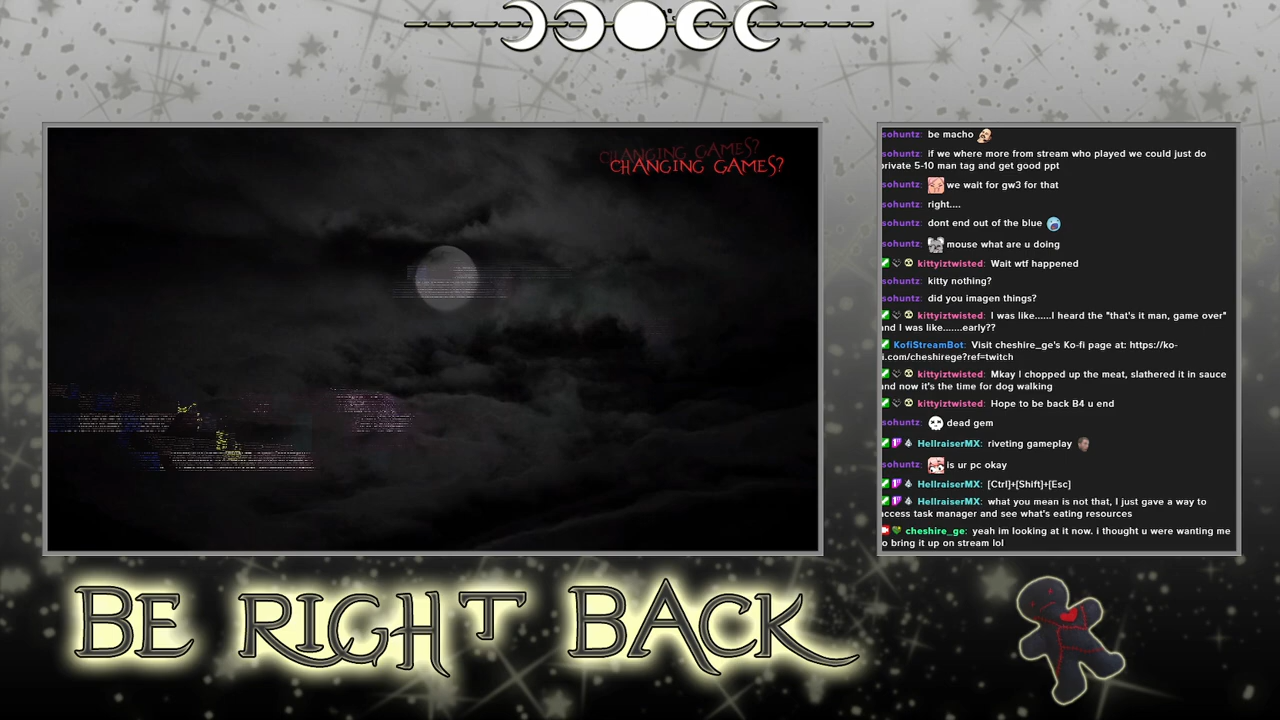 CHANGING GAMES?
CHANGING GAMES?
sohuntz: be macho
sohuntz: if we where more from stream who played we could just do
private 5-10 man tag and get good ppt
sohuntz: we wait for gw3 for that
sohuntz: right....
sohuntz: dont end out of the blue
sohuntz: mouse what are u doing
kittyiztwisted: Wait wtf happened
sohuntz: kitty nothing?
sohuntz: did you imagen things?
kittyiztwisted: I was like......I heard the "that's it man, game over"
and I was like.......early??
KofiStreamBot: Visit cheshire_ge's Ko-fi page at: https://ko-
fi.com/cheshirege?ref=twitch
kittyiztwisted: Mkay I chopped up the meat, slathered it in sauce
and now it's the time for dog walking
kittyiztwisted: Hope to be back B4 u end
sohuntz: dead gem
HellraiserMX: riveting gameplay
sohuntz: is ur pc okay
HellraiserMX: [Ctrl]+[Shift]+[Esc]
HellraiserMX: what you mean is not that, I just gave a way to
access task manager and see what's eating resources
cheshire_ge: yeah im looking at it now. i thought u were wanting me
to bring it up on stream lol
BE RIGHT BACK